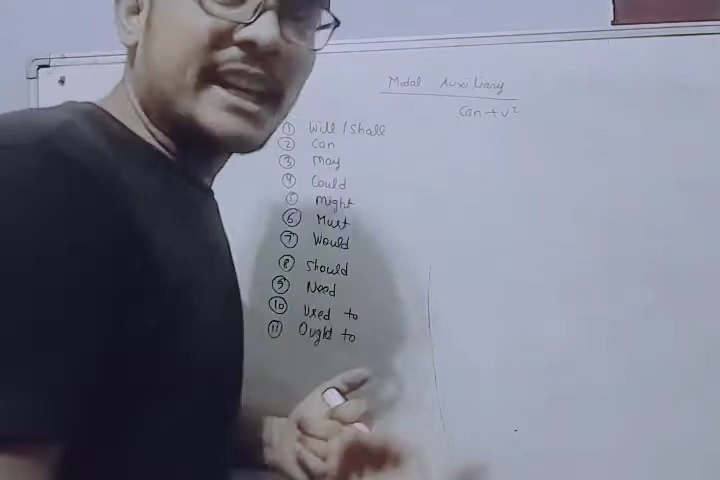 Modal Auxiliary
Can + v²
① Will / Shall
② Can
③ May
④ Could
⑤ Might
⑥ Must
⑦ Would
⑧ Should
⑨ Need
⑩ Used to
⑪ Ought to